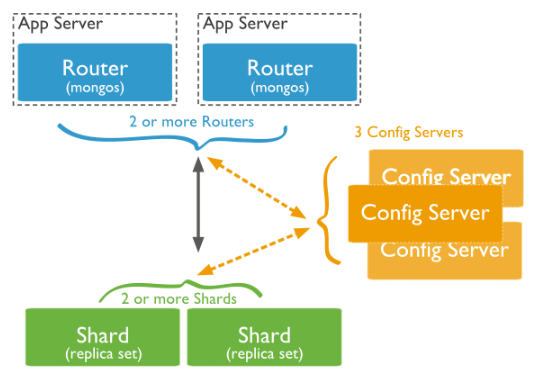 App Server
App Server
Router
(mongos)
Router
(mongos)
2 or more Routers
3 Config Servers
Config Server
Config Server
Config Server
2 or more Shards
Shard
(replica set)
Shard
(replica set)